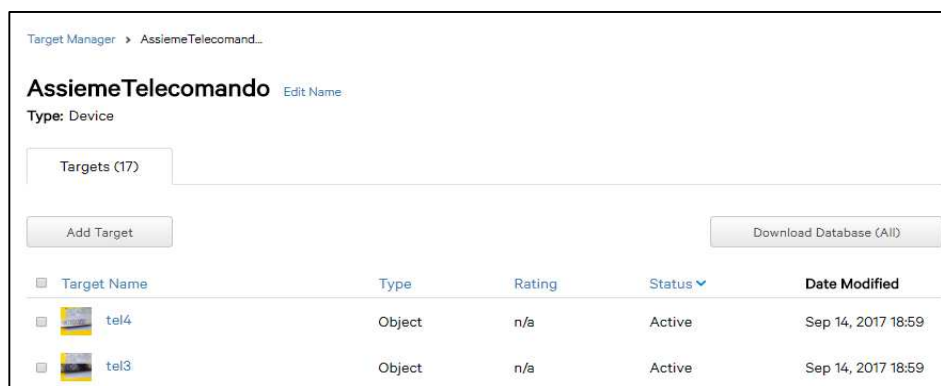 Target Manager > AssiemeTelecomand...
AssiemeTelecomando Edit Name
Type: Device
Targets (17)
Add Target Download Database (All)
Target Name Type Rating Status Date Modified
tel4 Object n/a Active Sep 14, 2017 18:59
tel3 Object n/a Active Sep 14, 2017 18:59